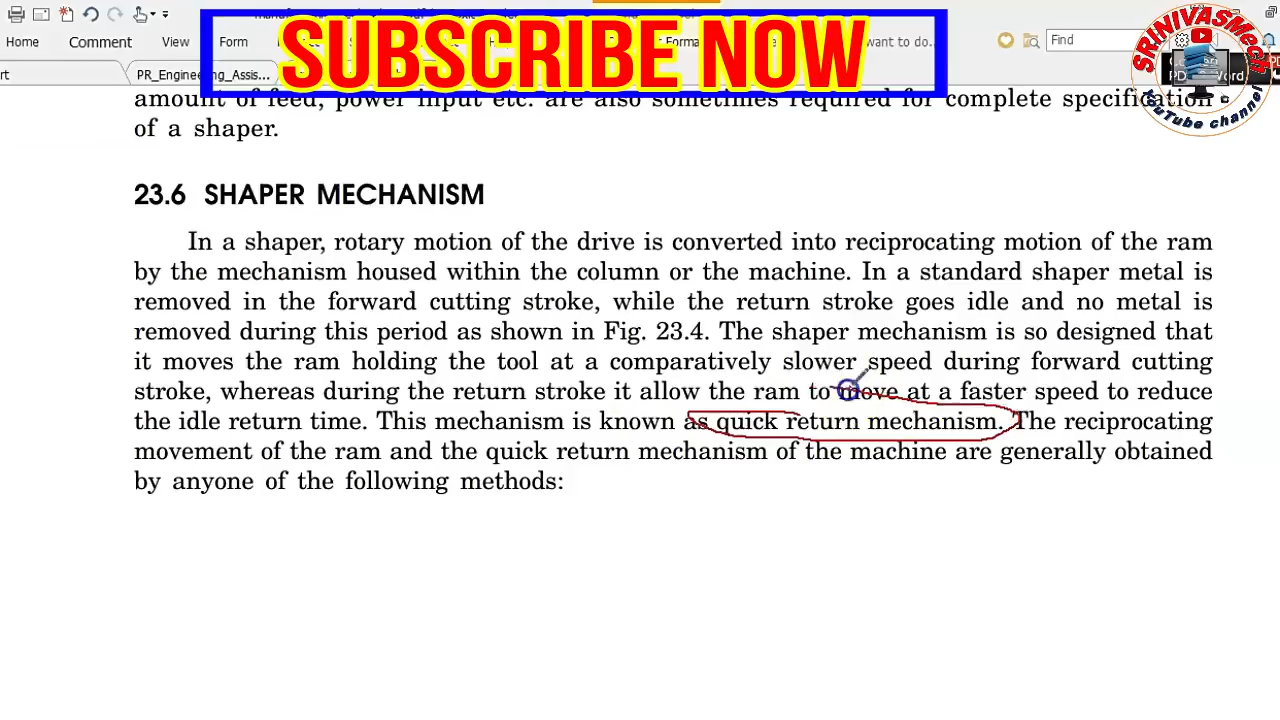 SUBSCRIBE NOW
SRINIVASMech
YouTube channel
Home Comment View Form
want to do..
Find
rt
PR_Engineering_Assis...
amount of feed, power input etc. are also sometimes required for complete specification
of a shaper.
23.6 SHAPER MECHANISM
In a shaper, rotary motion of the drive is converted into reciprocating motion of the ram
by the mechanism housed within the column or the machine. In a standard shaper metal is
removed in the forward cutting stroke, while the return stroke goes idle and no metal is
removed during this period as shown in Fig. 23.4. The shaper mechanism is so designed that
it moves the ram holding the tool at a comparatively slower speed during forward cutting
stroke, whereas during the return stroke it allow the ram to move at a faster speed to reduce
the idle return time. This mechanism is known as quick return mechanism. The reciprocating
movement of the ram and the quick return mechanism of the machine are generally obtained
by anyone of the following methods: